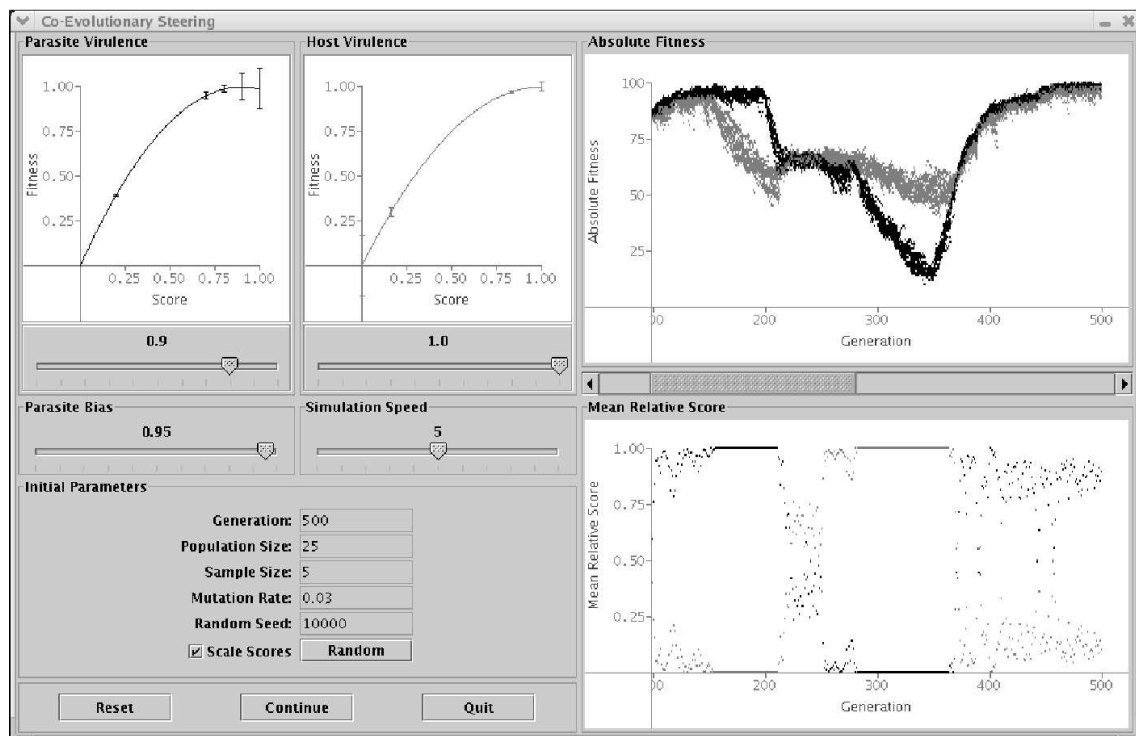 Co-Evolutionary Steering
Parasite Virulence
1.00
0.75
0.50
0.25
Fitness
0.25 0.50 0.75 1.00
Score
0.9
Host Virulence
1.00
0.75
0.50
0.25
Fitness
0.25 0.50 0.75 1.00
Score
1.0
Parasite Bias
0.95
Simulation Speed
5
Initial Parameters
Generation: 500
Population Size: 25
Sample Size: 5
Mutation Rate: 0.03
Random Seed: 10000
Scale Scores Random
Reset Continue Quit
Absolute Fitness
100
75
50
25
Absolute Fitness
00 200 300 400 500
Generation
Mean Relative Score
1.00
0.75
0.50
0.25
Mean Relative Score
00 200 300 400 500
Generation